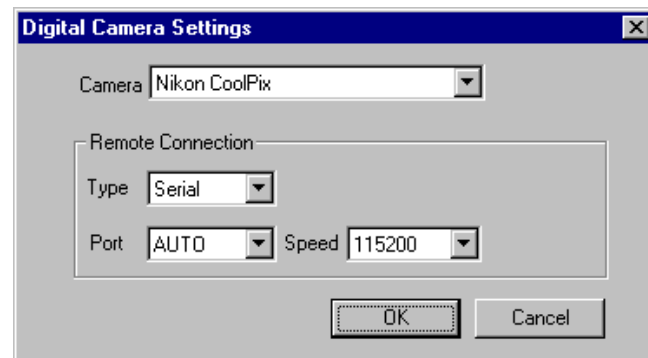 Digital Camera Settings
Camera Nikon CoolPix
Remote Connection
Type Serial
Port AUTO Speed 115200
OK Cancel